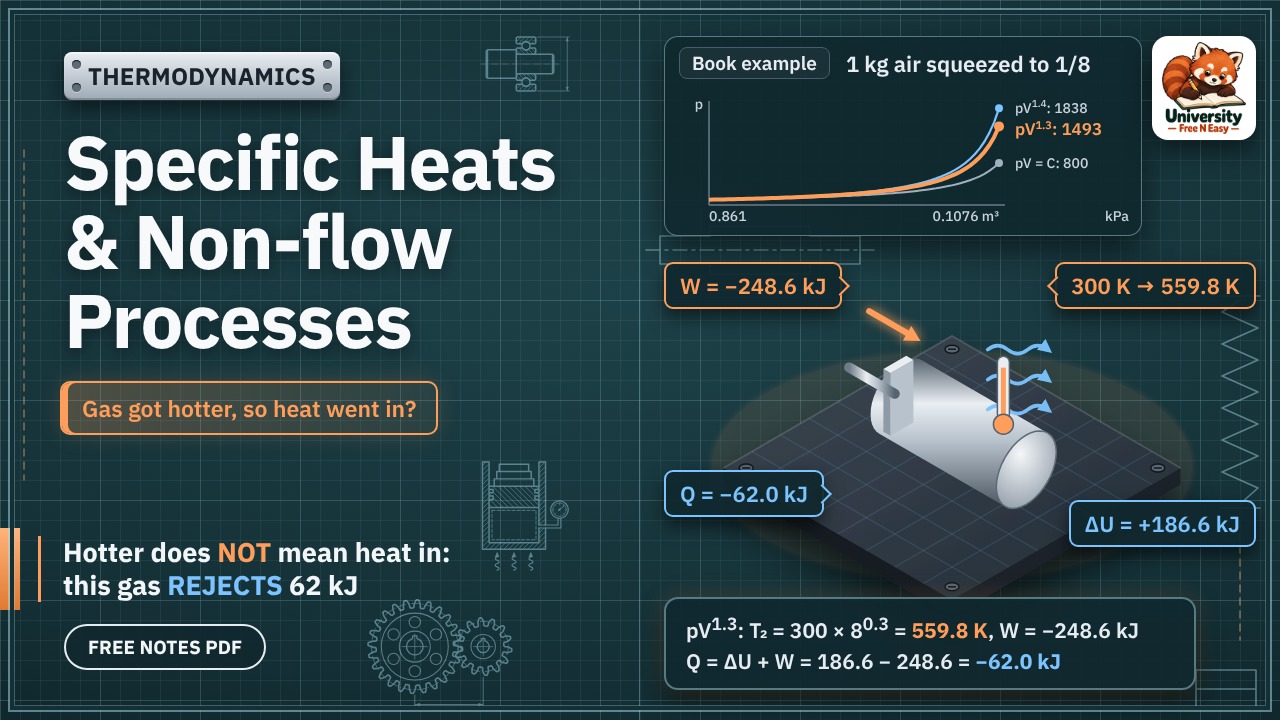 THERMODYNAMICS
Specific Heats
& Non-flow
Processes
Gas got hotter, so heat went in?
Hotter does NOT mean heat in:
this gas REJECTS 62 kJ
FREE NOTES PDF
Book example
1 kg air squeezed to 1/8
p
pV^1.4: 1838
pV^1.3: 1493
pV = C: 800
0.861
0.1076 m³
kPa
University
Free N Easy
W = −248.6 kJ
300 K → 559.8 K
Q = −62.0 kJ
ΔU = +186.6 kJ
pV^1.3: T₂ = 300 × 8^0.3 = 559.8 K, W = −248.6 kJ
Q = ΔU + W = 186.6 − 248.6 = −62.0 kJ